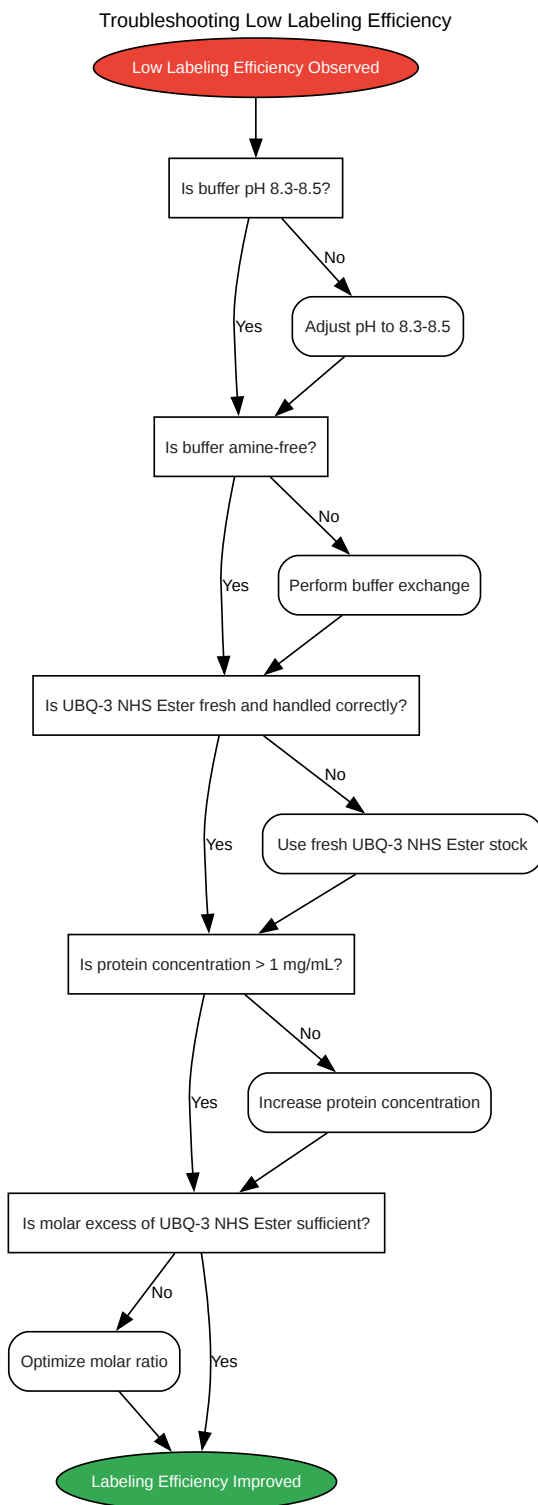 Troubleshooting Low Labeling Efficiency
Low Labeling Efficiency Observed
Is buffer pH 8.3-8.5?
No
Adjust pH to 8.3-8.5
Yes
Is buffer amine-free?
No
Perform buffer exchange
Yes
Is UBQ-3 NHS Ester fresh and handled correctly?
No
Use fresh UBQ-3 NHS Ester stock
Yes
Is protein concentration > 1 mg/mL?
No
Increase protein concentration
Yes
Is molar excess of UBQ-3 NHS Ester sufficient?
No
Optimize molar ratio
Yes
Labeling Efficiency Improved